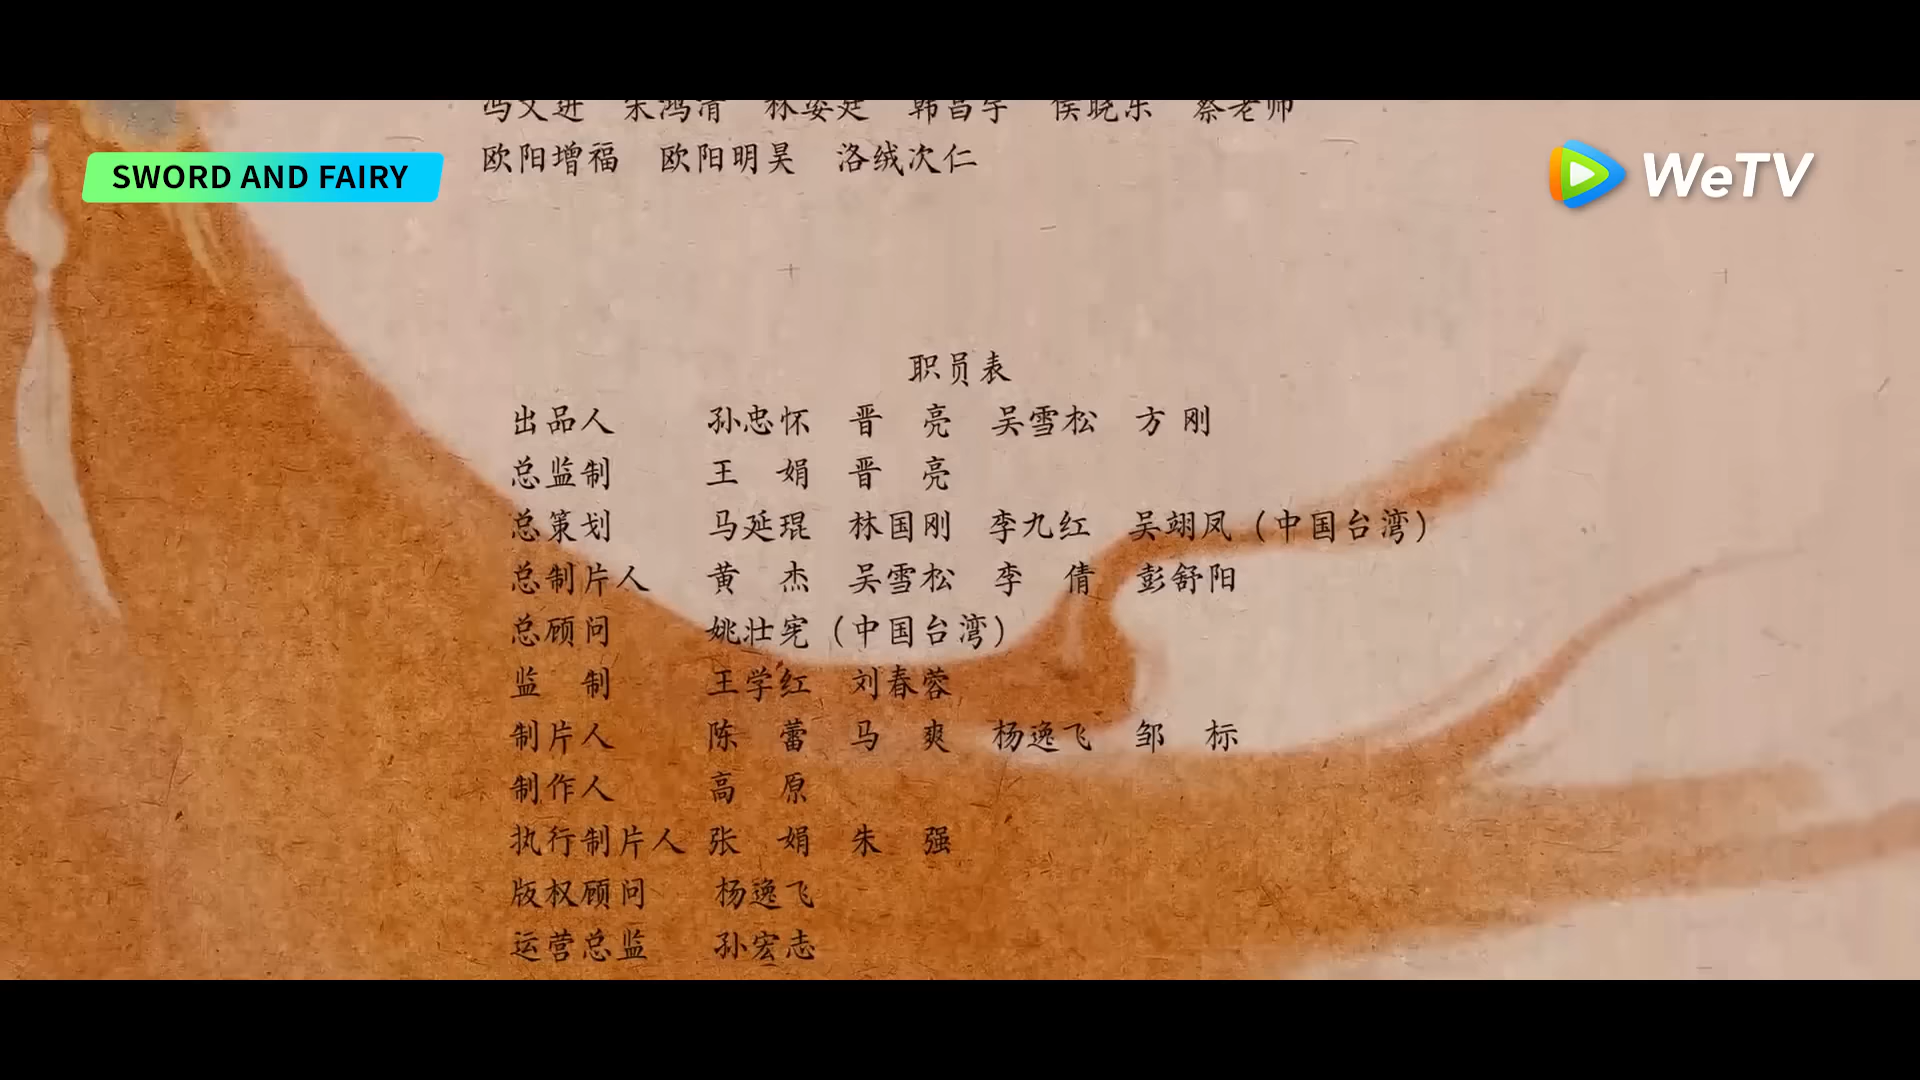 欧阳增福 欧阳明昊 洛绒次仁
SWORD AND FAIRY
WeTV
职员表
出品人 孙忠怀 晋 亮 吴雪松 方 刚
总监制 王 娟 晋 亮
总策划 马延琨 林国刚 李九红 吴翊凤（中国台湾）
总制片人 黄 杰 吴雪松 李 倩 彭舒阳
总顾问 姚壮宪（中国台湾）
监 制 王学红 刘春蓉
制片人 陈 蕾 马 爽 杨逸飞 邹 标
制作人 高 原
执行制片人 张 娟 朱 强
版权顾问 杨逸飞
运营总监 孙宏志